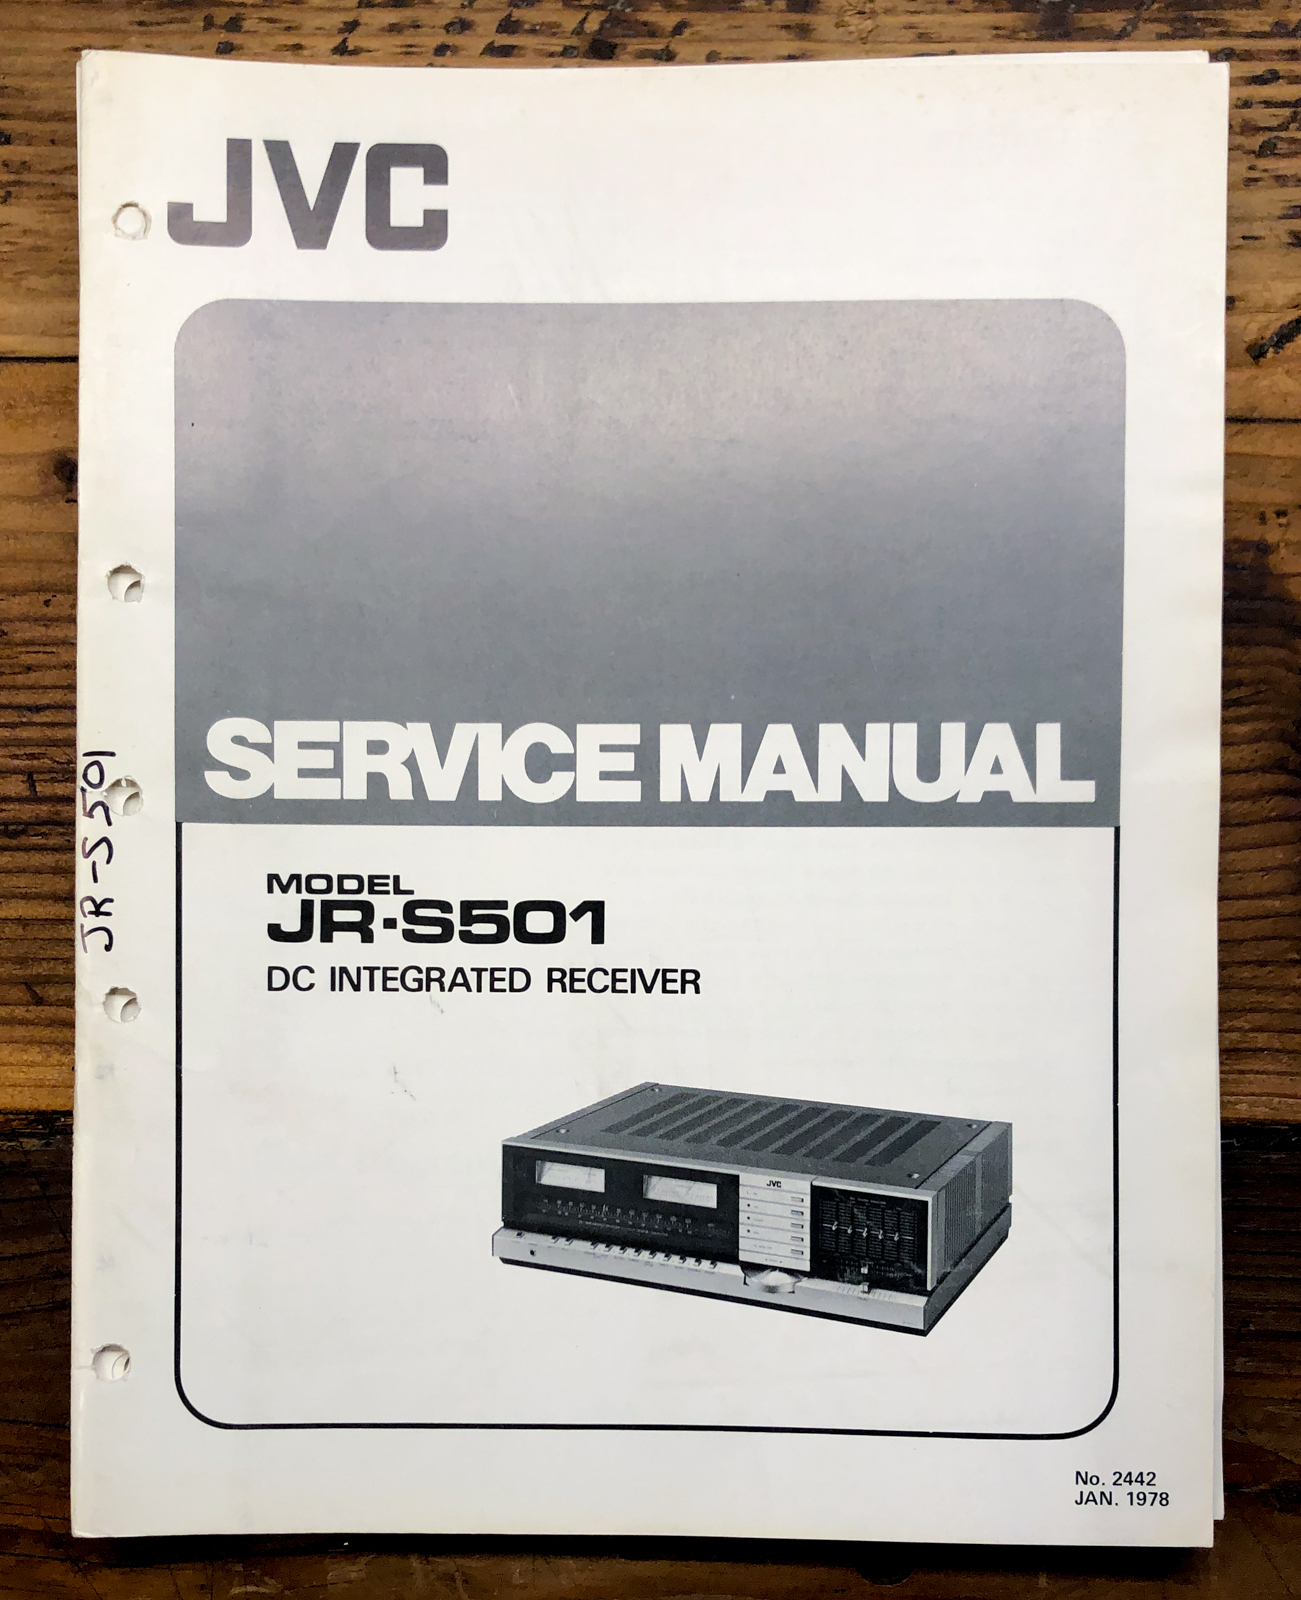 JVC
SERVICE MANUAL
MODEL
JR-S501
DC INTEGRATED RECEIVER
JR-S501
JVC
No. 2442
JAN. 1978